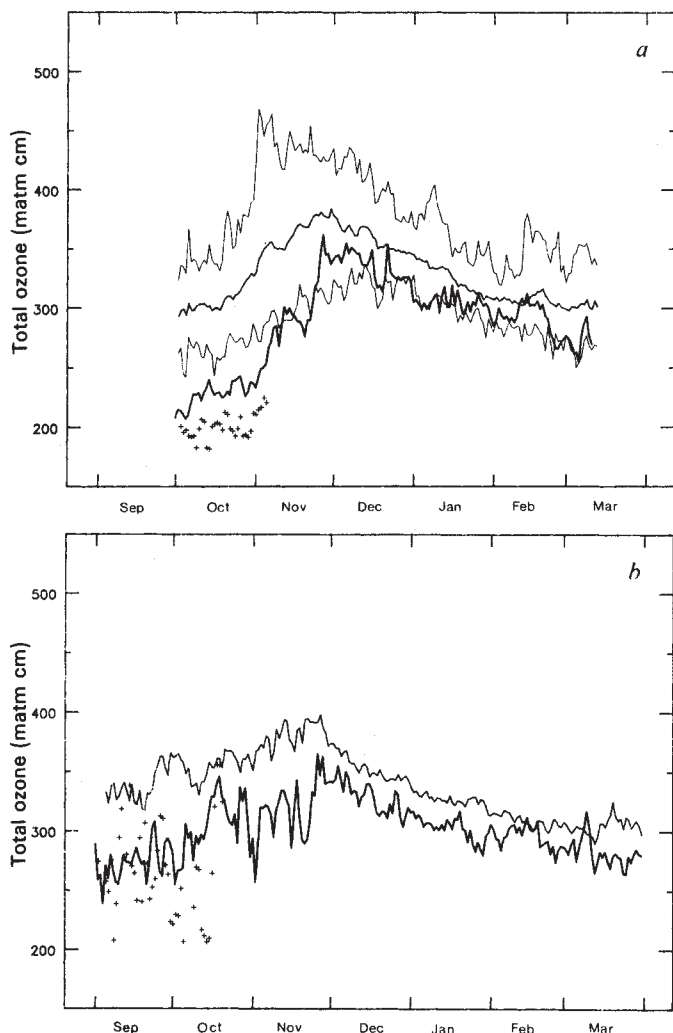 a
500
400
300
200
Total ozone (matm cm)
Sep Oct Nov Dec Jan Feb Mar
b
500
400
300
200
Total ozone (matm cm)
Sep Oct Nov Dec Jan Feb Mar